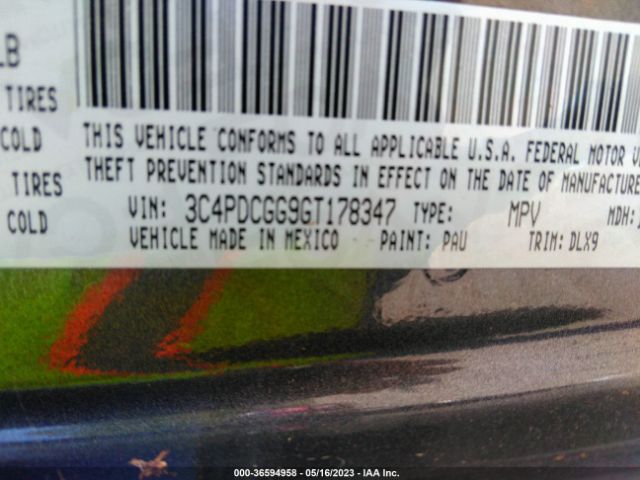 LB
TIRES
COLD
TIRES
COLD
THIS VEHICLE CONFORMS TO ALL APPLICABLE U.S.A. FEDERAL MOTOR
THEFT PREVENTION STANDARDS IN EFFECT ON THE DATE OF MANUFACTURE
VIN: 3C4PDCGG9GT178347 TYPE: MPV MDH:
VEHICLE MADE IN MEXICO PAINT: PAU TRIM: DLX9
000-36594958 - 05/16/2023 - IAA Inc.